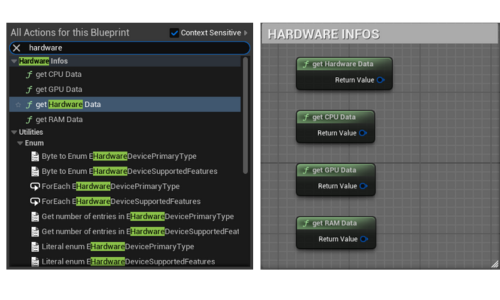 All Actions for this Blueprint
Context Sensitive
hardware
Hardware Infos
f get CPU Data
f get GPU Data
f get Hardware Data
f get RAM Data
Utilities
Enum
Byte to Enum EHardwareDevicePrimaryType
Byte to Enum EHardwareDeviceSupportedFeatures
ForEach EHardwareDevicePrimaryType
ForEach EHardwareDeviceSupportedFeatures
Get number of entries in EHardwareDevicePrimaryType
Get number of entries in EHardwareDeviceSupportedFeat
Literal enum EHardwareDevicePrimaryType
Literal enum EHardwareDeviceSupportedFeatures
HARDWARE INFOS
f get Hardware Data
Return Value
f get CPU Data
Return Value
f get GPU Data
Return Value
f get RAM Data
Return Value